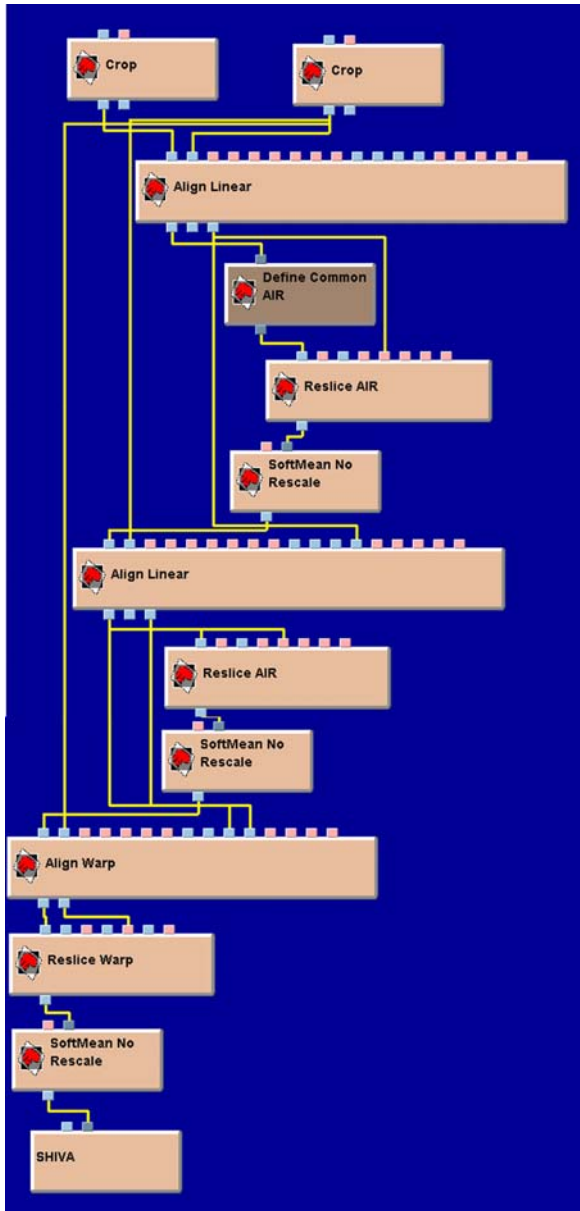 Crop
Crop
Align Linear
Define Common
AIR
Reslice AIR
SoftMean No
Rescale
Align Linear
Reslice AIR
SoftMean No
Rescale
Align Warp
Reslice Warp
SoftMean No
Rescale
SHIVA